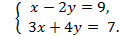 x − 2y = 9,
3x + 4y = 7.